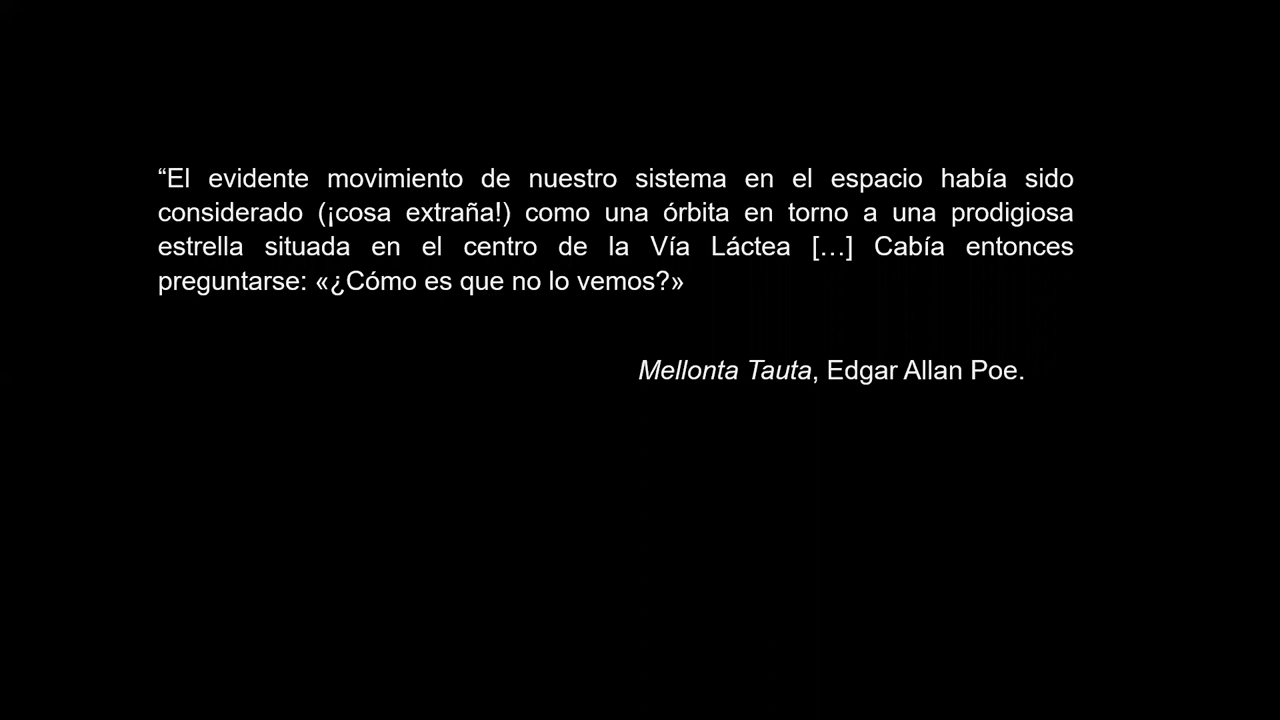 “El evidente movimiento de nuestro sistema en el espacio había sido
considerado (¡cosa extraña!) como una órbita en torno a una prodigiosa
estrella situada en el centro de la Vía Láctea […] Cabía entonces
preguntarse: «¿Cómo es que no lo vemos?»
Mellonta Tauta, Edgar Allan Poe.